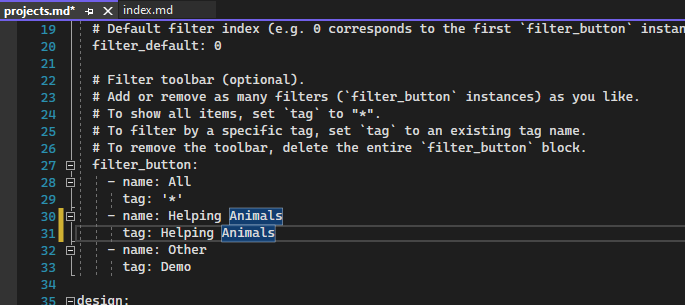 projects.md*
index.md
19 # Default filter index (e.g. 0 corresponds to the first `filter_button`
20 filter_default: 0
21
22 # Filter toolbar (optional).
23 # Add or remove as many filters (`filter_button` instances) as you like.
24 # To show all items, set `tag` to "*".
25 # To filter by a specific tag, set `tag` to an existing tag name.
26 # To remove the toolbar, delete the entire `filter_button` block.
27 filter_button:
28 - name: All
29 tag: '*'
30 - name: Helping Animals
31 tag: Helping Animals
32 - name: Other
33 tag: Demo
34
35 design: